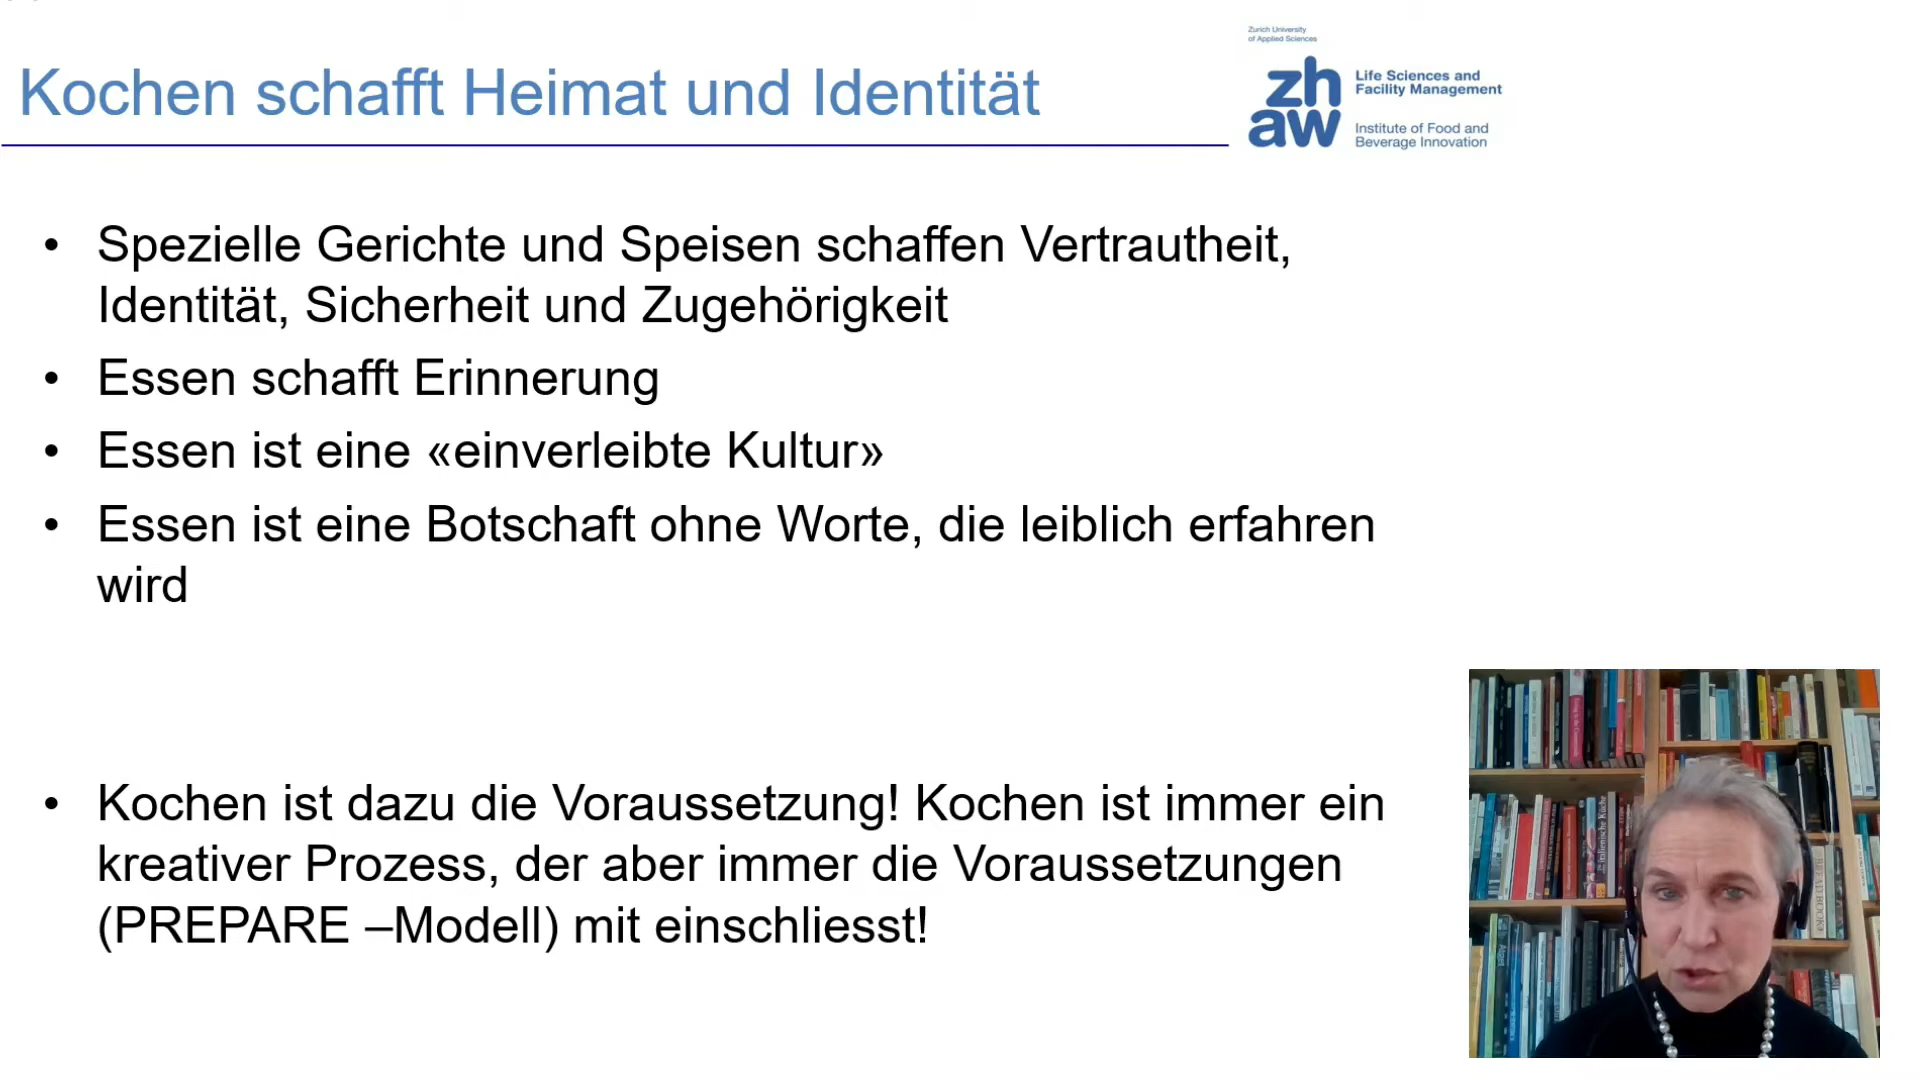 Kochen schafft Heimat und Identität
Zurich University
of Applied Sciences
zh
aw
Life Sciences and
Facility Management
Institute of Food and
Beverage Innovation
• Spezielle Gerichte und Speisen schaffen Vertrautheit,
Identität, Sicherheit und Zugehörigkeit
• Essen schafft Erinnerung
• Essen ist eine «einverleibte Kultur»
• Essen ist eine Botschaft ohne Worte, die leiblich erfahren
wird
• Kochen ist dazu die Voraussetzung! Kochen ist immer ein
kreativer Prozess, der aber immer die Voraussetzungen
(PREPARE –Modell) mit einschliesst!
italienische Küche